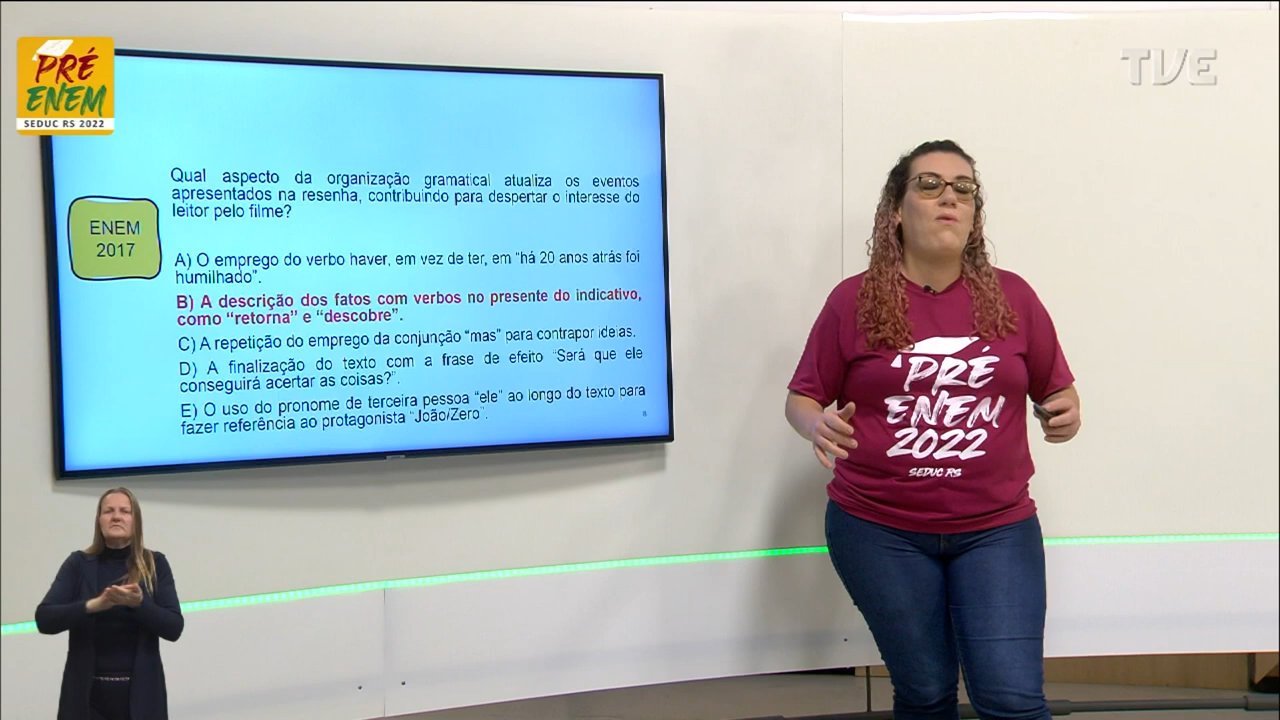 PRÉ
ENEM
SEDUC RS 2022
TVE
Qual aspecto da organização gramatical atualiza os eventos
apresentados na resenha, contribuindo para despertar o interesse do
leitor pelo filme?
ENEM
2017
A) O emprego do verbo haver, em vez de ter, em “há 20 anos atrás foi
humilhado”.
B) A descrição dos fatos com verbos no presente do indicativo,
como “retorna” e “descobre”.
C) A repetição do emprego da conjunção “mas” para contrapor ideias.
D) A finalização do texto com a frase de efeito “Será que ele
conseguirá acertar as coisas?”.
E) O uso do pronome de terceira pessoa “ele” ao longo do texto para
fazer referência ao protagonista “João/Zero”.
8
PRÉ
ENEM
2022
SEDUC RS